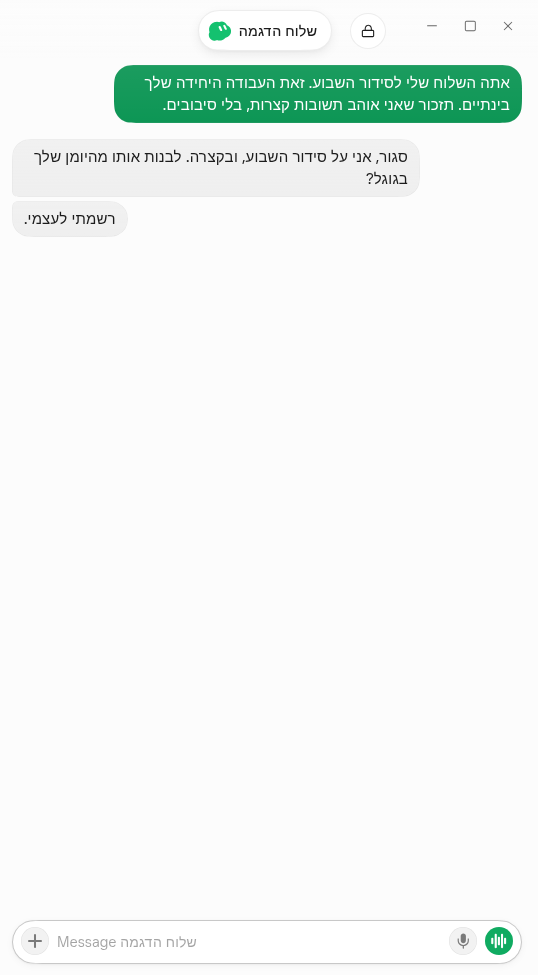 שלוח הדגמה
אתה השלוח שלי לסידור השבוע. זאת העבודה היחידה שלך
בינתיים. תזכור שאני אוהב תשובות קצרות, בלי סיבובים.
סגור, אני על סידור השבוע, ובקצרה. לבנות אותו מהיומן שלך
בגוגל?
רשמתי לעצמי.
Message שלוח הדגמה